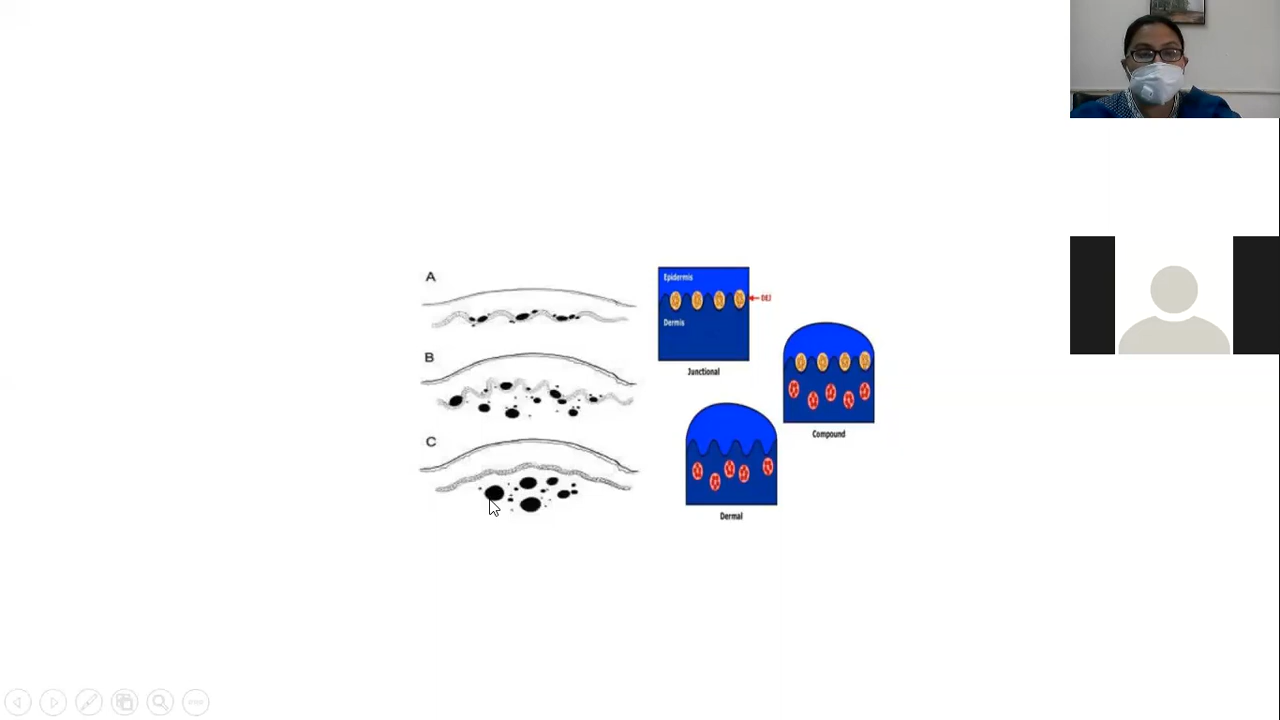 A
B
C
Epidermis
DEJ
Dermis
Junctional
Compound
Dermal